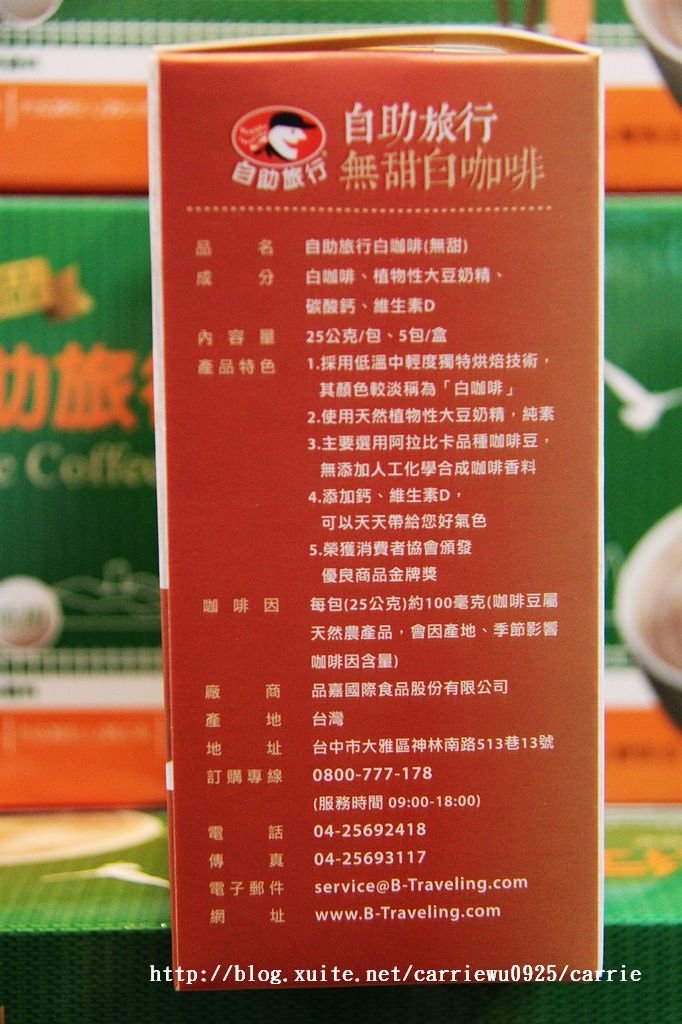 自助旅行
無甜白咖啡
自助旅行
品名 自助旅行白咖啡(無甜)
成分 白咖啡、植物性大豆奶精、
碳酸鈣、維生素D
內容量 25公克/包、5包/盒
產品特色 1.採用低溫中輕度獨特烘焙技術，
其顏色較淡稱為「白咖啡」
2.使用天然植物性大豆奶精，純素
3.主要選用阿拉比卡品種咖啡豆，
無添加人工化學合成咖啡香料
4.添加鈣、維生素D，
可以天天帶給您好氣色
5.榮獲消費者協會頒發
優良商品金牌獎
咖啡因 每包(25公克)約100毫克(咖啡豆屬
天然農產品，會因產地、季節影響
咖啡因含量)
廠商 品嘉國際食品股份有限公司
產地 台灣
地址 台中市大雅區神林南路513巷13號
訂購專線 0800-777-178
(服務時間 09:00-18:00)
電話 04-25692418
傳真 04-25693117
電子郵件 service@B-Traveling.com
網址 www.B-Traveling.com
助旅
Coffee
http://blog.xuite.net/carriewu0925/carrie